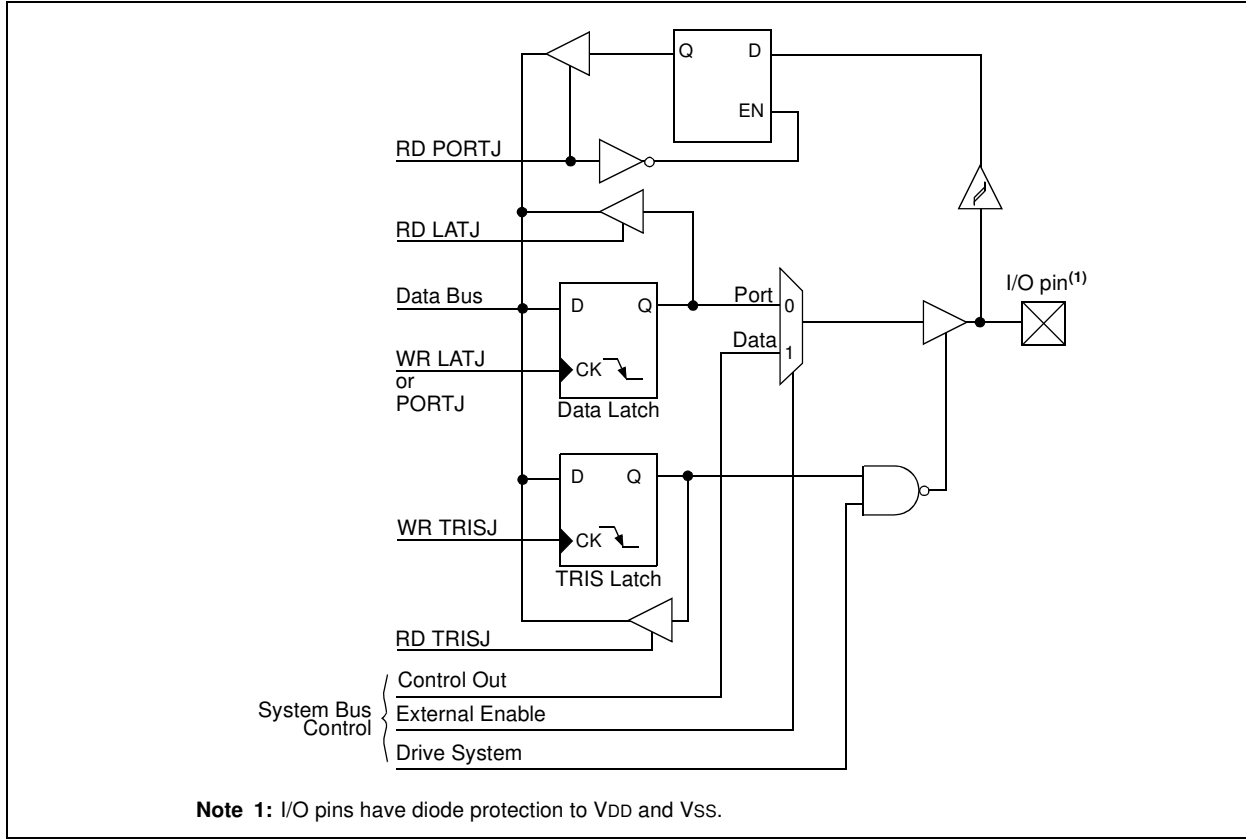 Q D
EN
RD PORTJ
RD LATJ
I/O pin(1)
Data Bus
D Q
Port 0
Data 1
WR LATJ
or
PORTJ
CK
Data Latch
D Q
WR TRISJ
CK
TRIS Latch
RD TRISJ
Control Out
System Bus
Control
External Enable
Drive System
Note 1: I/O pins have diode protection to VDD and VSS.